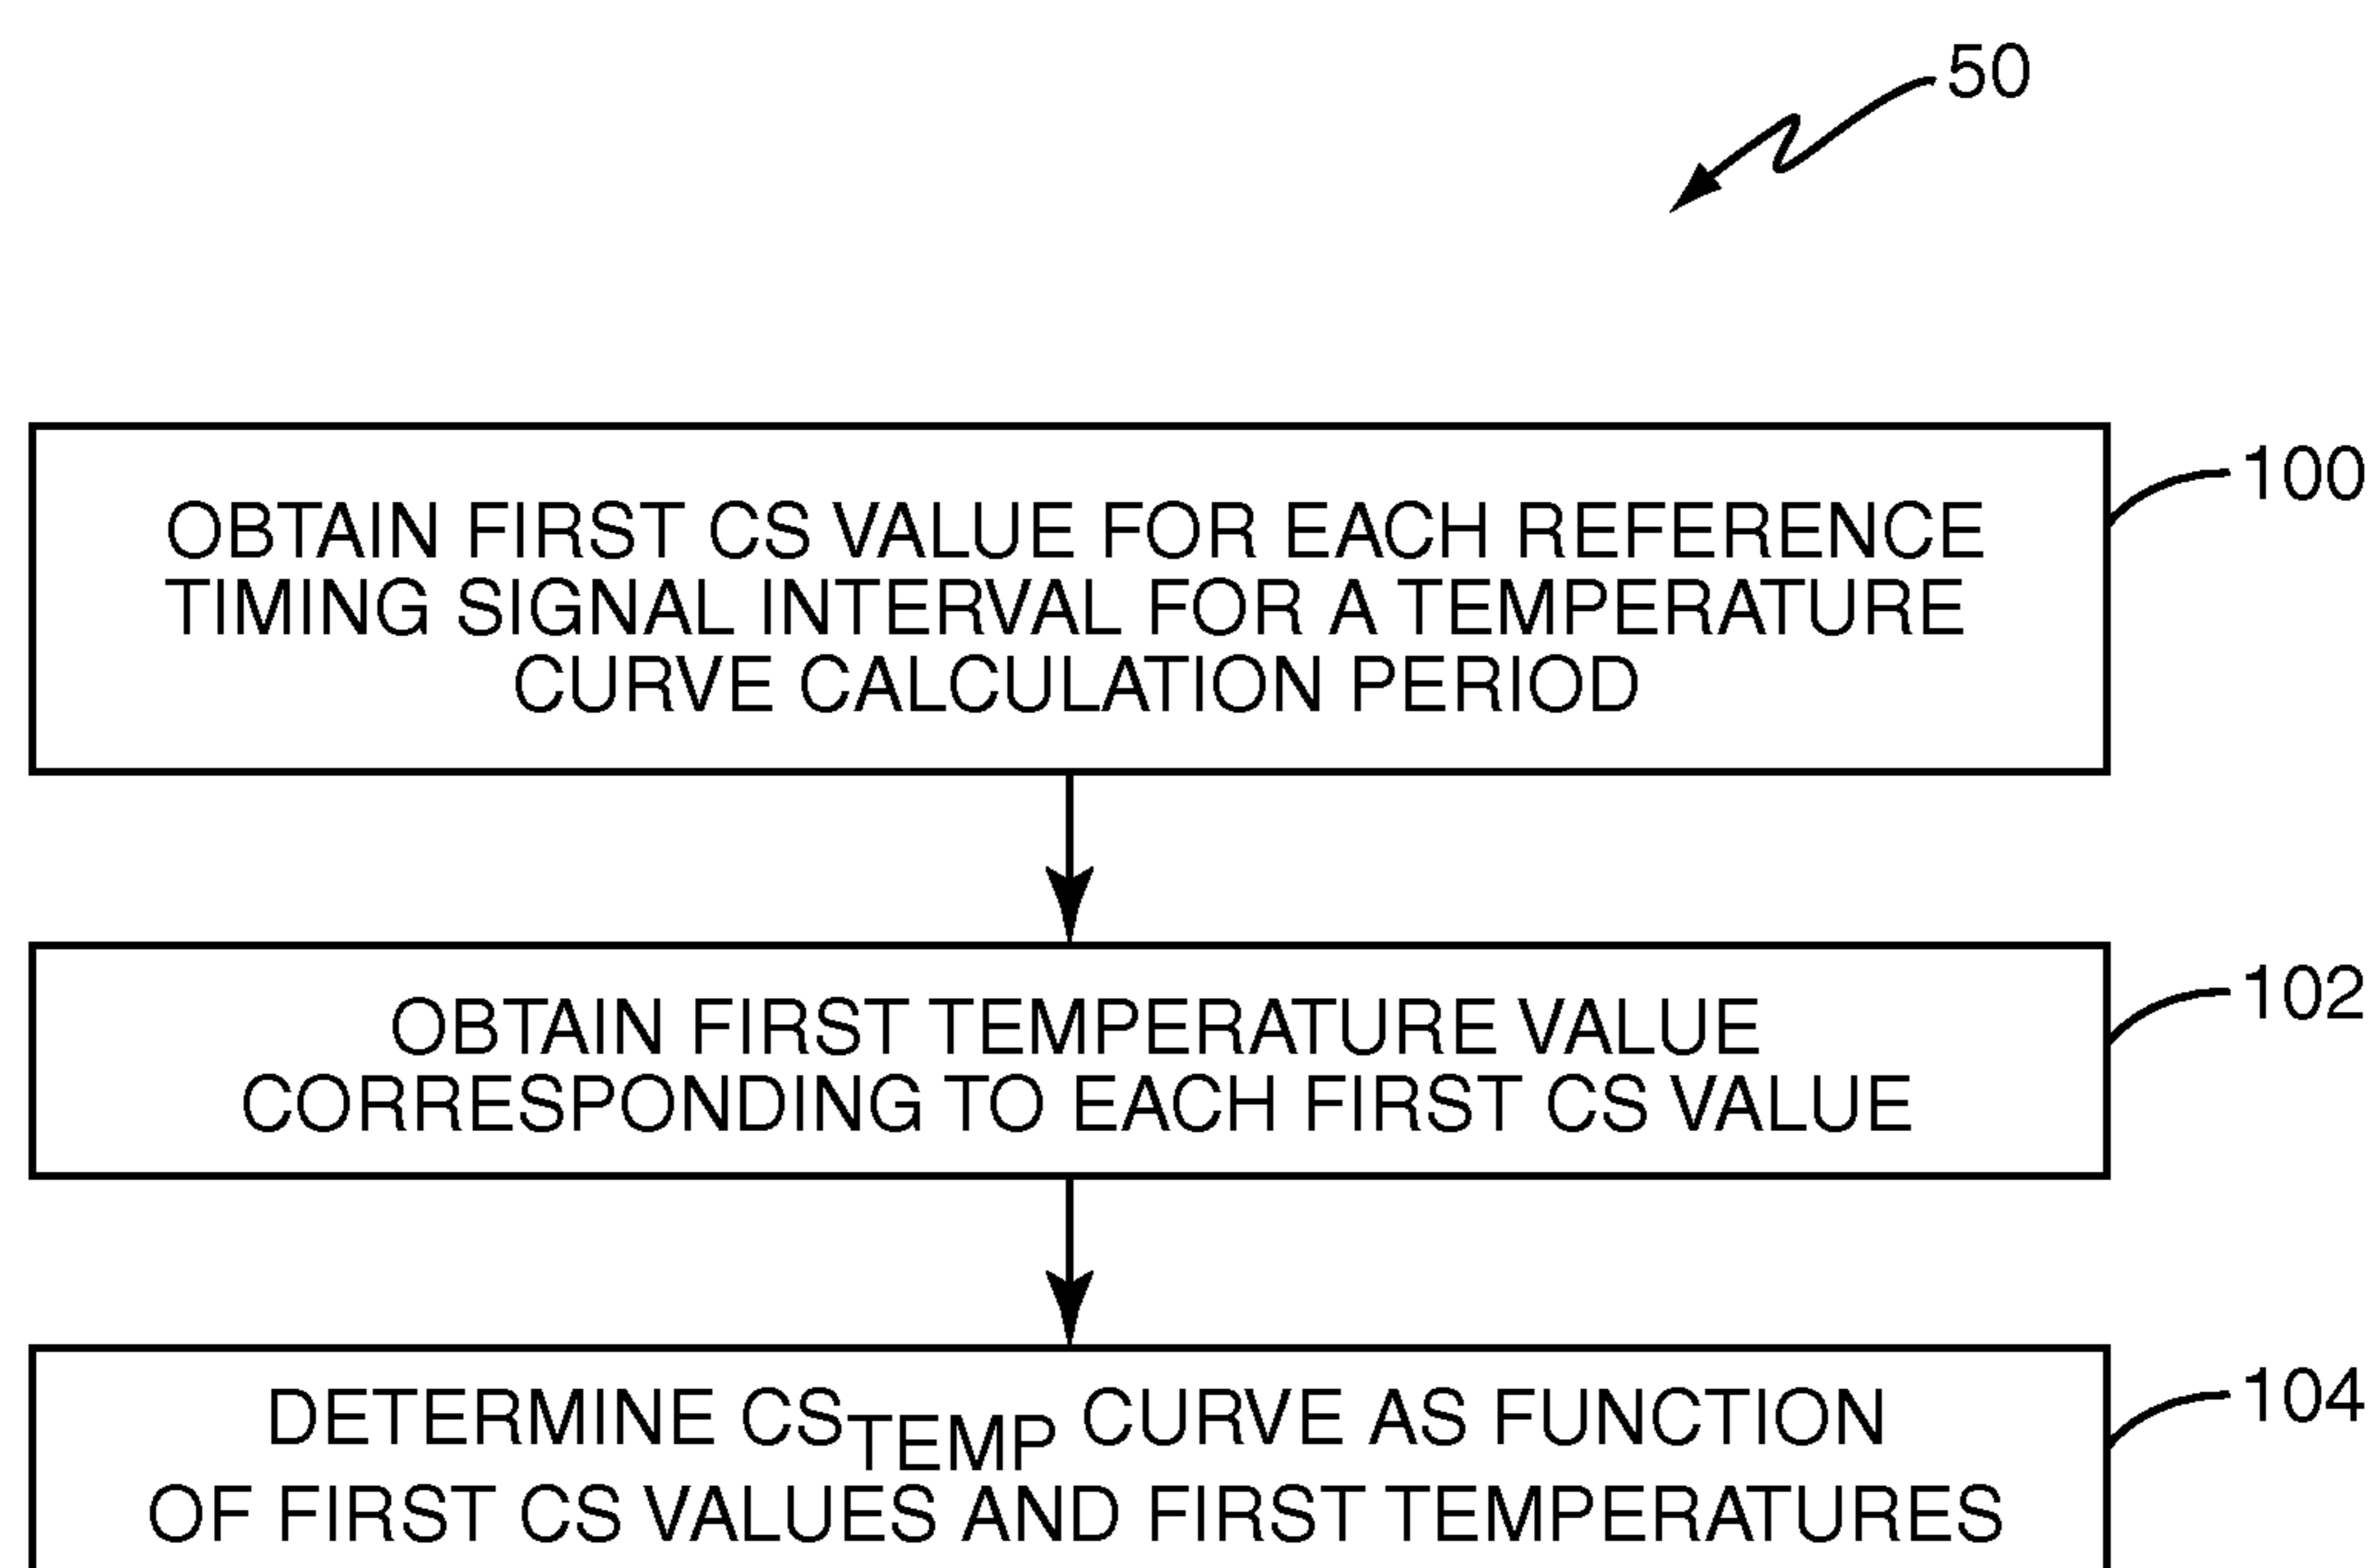 50
100
OBTAIN FIRST CS VALUE FOR EACH REFERENCE
TIMING SIGNAL INTERVAL FOR A TEMPERATURE
CURVE CALCULATION PERIOD
102
OBTAIN FIRST TEMPERATURE VALUE
CORRESPONDING TO EACH FIRST CS VALUE
104
DETERMINE CSTEMP CURVE AS FUNCTION
OF FIRST CS VALUES AND FIRST TEMPERATURES